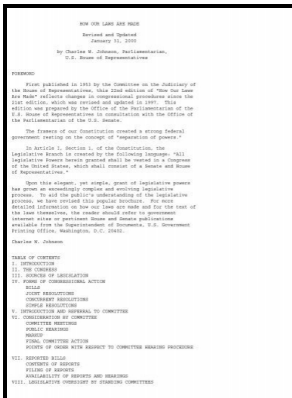 HOW OUR LAWS ARE MADE
Revised and Updated
January 31, 2000
by Charles W. Johnson, Parliamentarian,
U.S. House of Representatives
FOREWORD
First published in 1953 by the Committee on the Judiciary of
the House of Representatives, this 22nd edition of "How Our Laws
Are Made" reflects changes in congressional procedures since the
21st edition, which was revised and updated in 1997. This
edition was prepared by the Office of the Parliamentarian of the
U.S. House of Representatives in consultation with the Office of
the Parliamentarian of the U.S. Senate.
The framers of our Constitution created a strong federal
government resting on the concept of "separation of powers."
In Article I, Section 1, of the Constitution, the
Legislative Branch is created by the following language: "All
legislative Powers herein granted shall be vested in a Congress
of the United States, which shall consist of a Senate and House
of Representatives."
Upon this elegant, yet simple, grant of legislative powers
has grown an exceedingly complex and evolving legislative
process. To aid the public's understanding of the legislative
process, we have revised this popular brochure. For more
detailed information on how our laws are made and for the text of
the laws themselves, the reader should refer to government
internet sites or pertinent House and Senate publications
available from the Superintendent of Documents, U.S. Government
Printing Office, Washington, D.C. 20402.
Charles W. Johnson
TABLE OF CONTENTS
I. INTRODUCTION
II. THE CONGRESS
III. SOURCES OF LEGISLATION
IV. FORMS OF CONGRESSIONAL ACTION
BILLS
JOINT RESOLUTIONS
CONCURRENT RESOLUTIONS
SIMPLE RESOLUTIONS
V. INTRODUCTION AND REFERRAL TO COMMITTEE
VI. CONSIDERATION BY COMMITTEE
COMMITTEE MEETINGS
PUBLIC HEARINGS
MARKUP
FINAL COMMITTEE ACTION
POINTS OF ORDER WITH RESPECT TO COMMITTEE HEARING PROCEDURE
VII. REPORTED BILLS
CONTENTS OF REPORTS
FILING OF REPORTS
AVAILABILITY OF REPORTS AND HEARINGS
VIII. LEGISLATIVE OVERSIGHT BY STANDING COMMITTEES